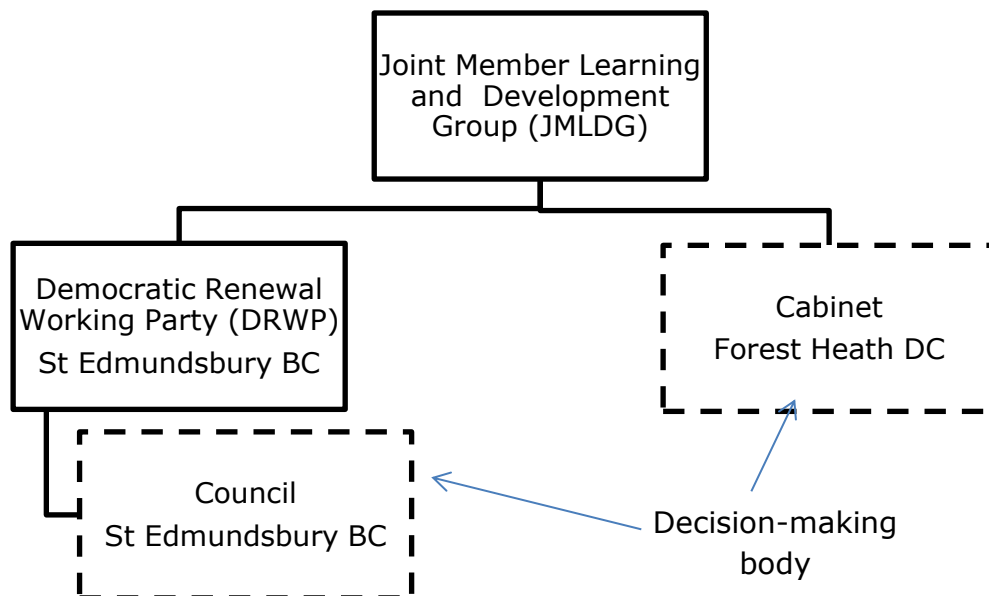 Joint Member Learning
and Development
Group (JMLDG)
Democratic Renewal
Working Party (DRWP)
St Edmundsbury BC
Cabinet
Forest Heath DC
Council
St Edmundsbury BC
Decision-making
body